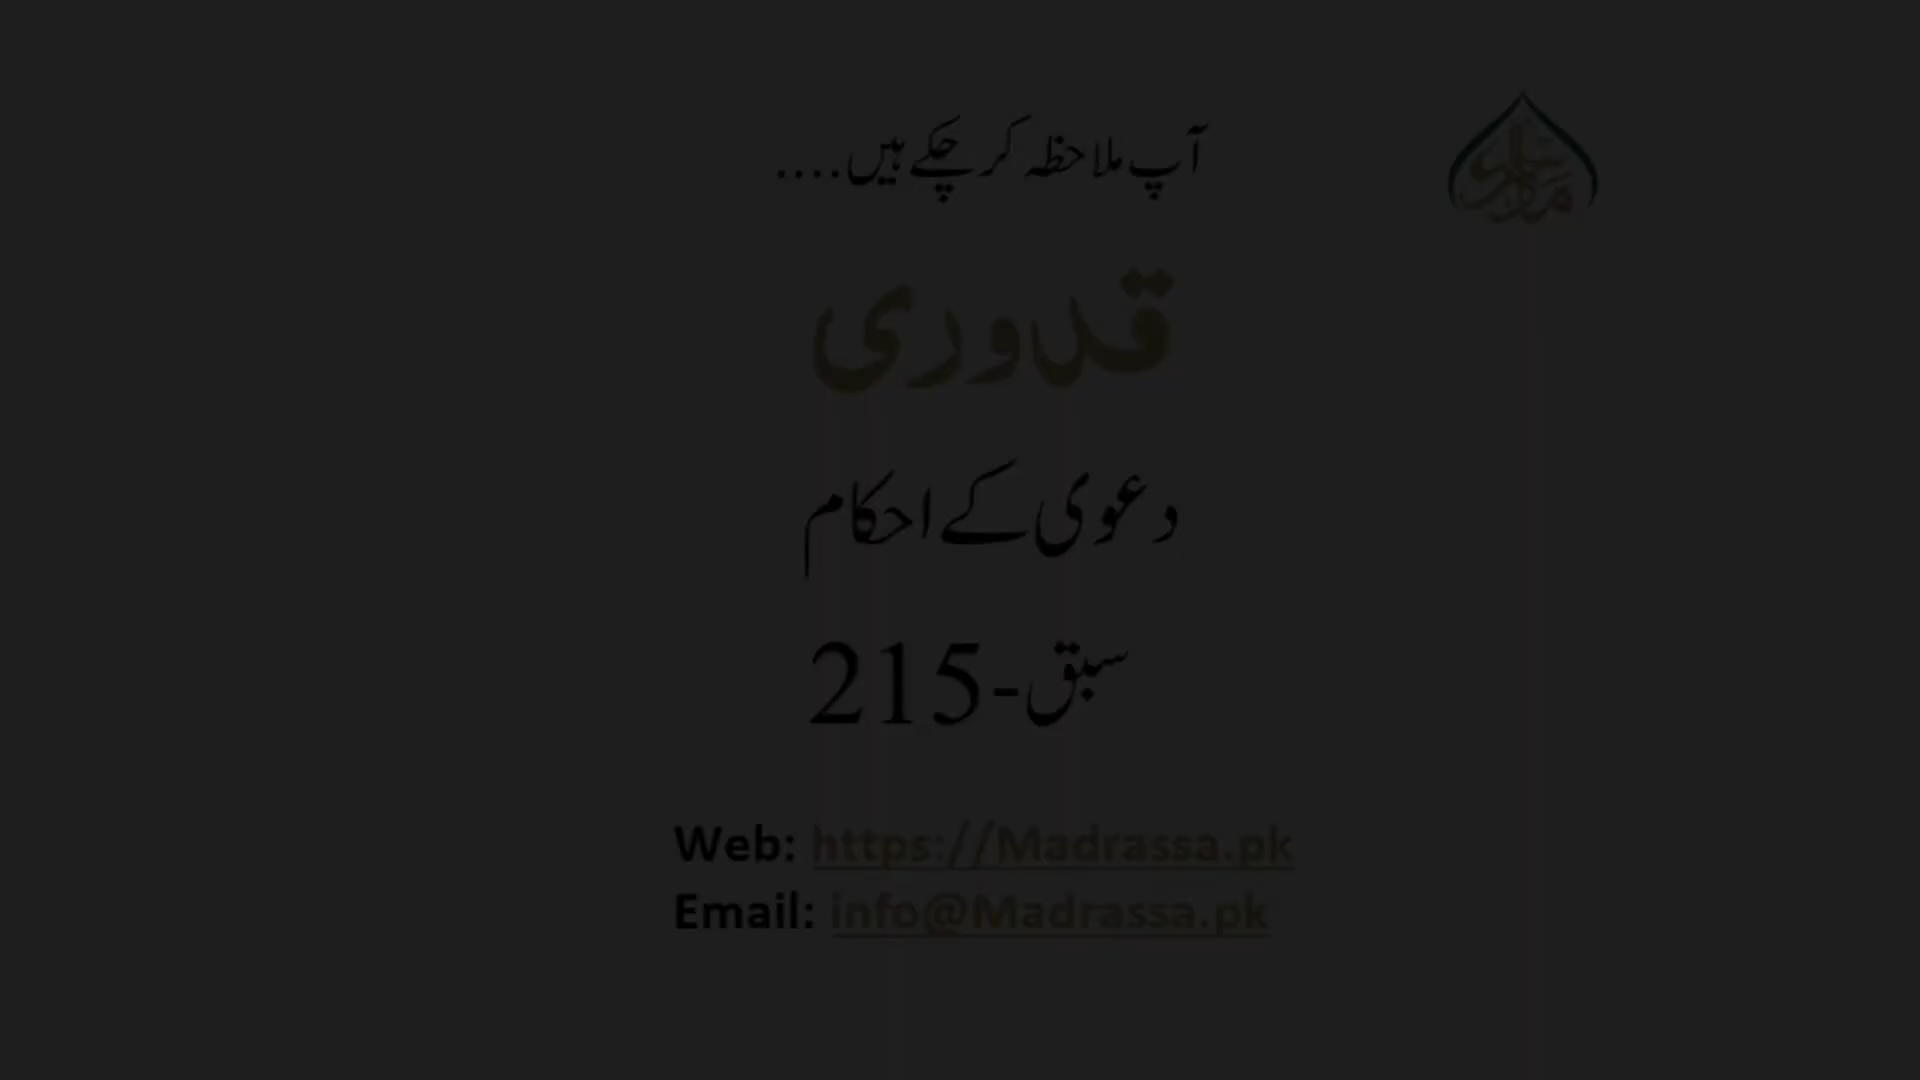 آپ ملاحظہ کر چکے ہیں....
قدوری
دعوی کے احکام
سبق-215
Web: https://Madrassa.pk
Email: info@Madrassa.pk